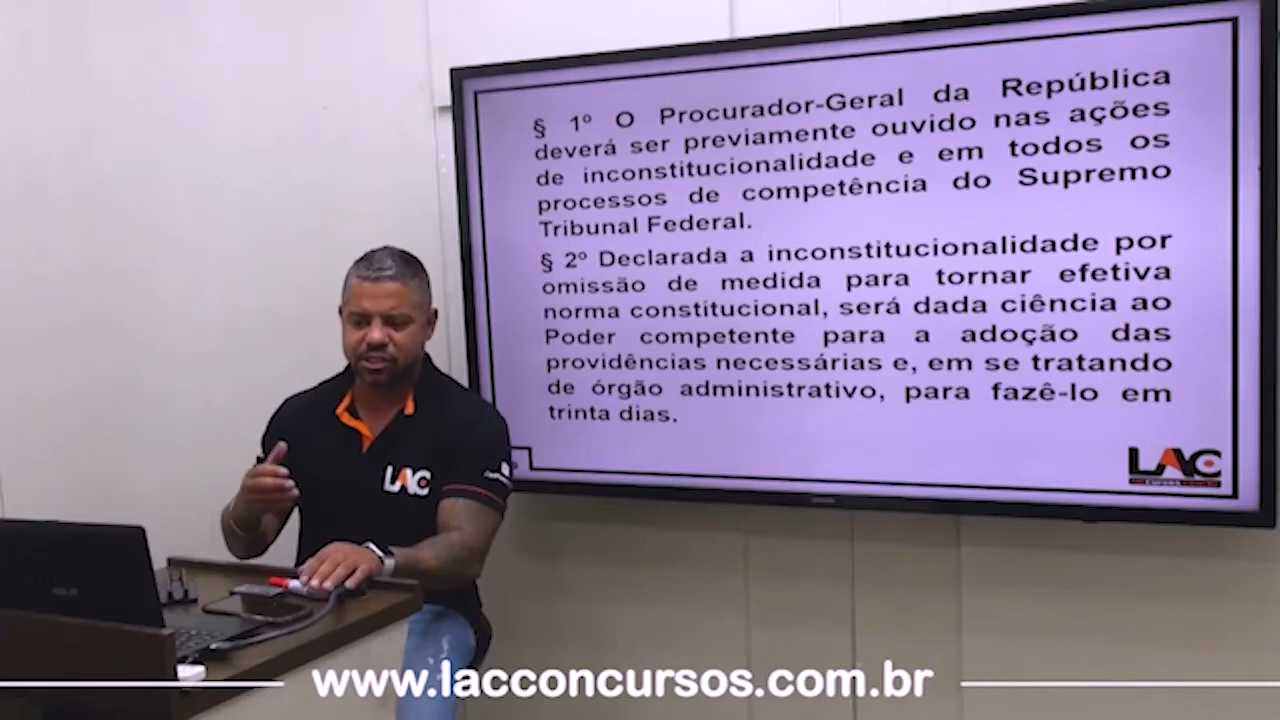 § 1º O Procurador-Geral da República
deverá ser previamente ouvido nas ações
de inconstitucionalidade e em todos os
processos de competência do Supremo
Tribunal Federal.
§ 2º Declarada a inconstitucionalidade por
omissão de medida para tornar efetiva
norma constitucional, será dada ciência ao
Poder competente para a adoção das
providências necessárias e, em se tratando
de órgão administrativo, para fazê-lo em
trinta dias.
LAC
LAC
www.lacconcursos.com.br